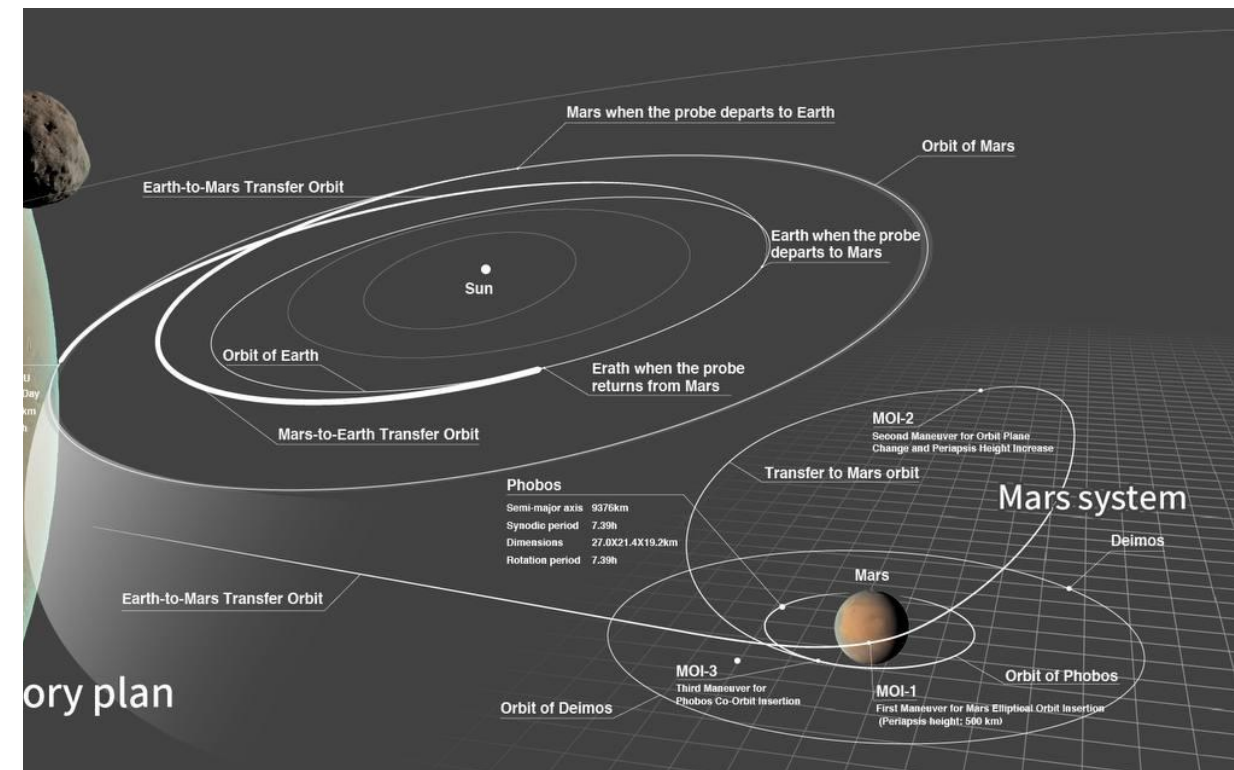 Mars when the probe departs to Earth
Orbit of Mars
Earth-to-Mars Transfer Orbit
Earth when the probe
departs to Mars
Sun
Orbit of Earth
Erath when the probe
returns from Mars
U
Day
km
h
Mars-to-Earth Transfer Orbit
MOI-2
Second Maneuver for Orbit Plane
Change and Periapsis Height Increase
Transfer to Mars orbit
Mars system
Phobos
Semi-major axis 9376km
Synodic period 7.39h
Dimensions 27.0X21.4X19.2km
Rotation period 7.39h
Deimos
Mars
Earth-to-Mars Transfer Orbit
MOI-3
Third Maneuver for
Phobos Co-Orbit Insertion
Orbit of Phobos
MOI-1
First Maneuver for Mars Elliptical Orbit Insertion
(Periapsis height: 500 km)
Orbit of Deimos
ory plan